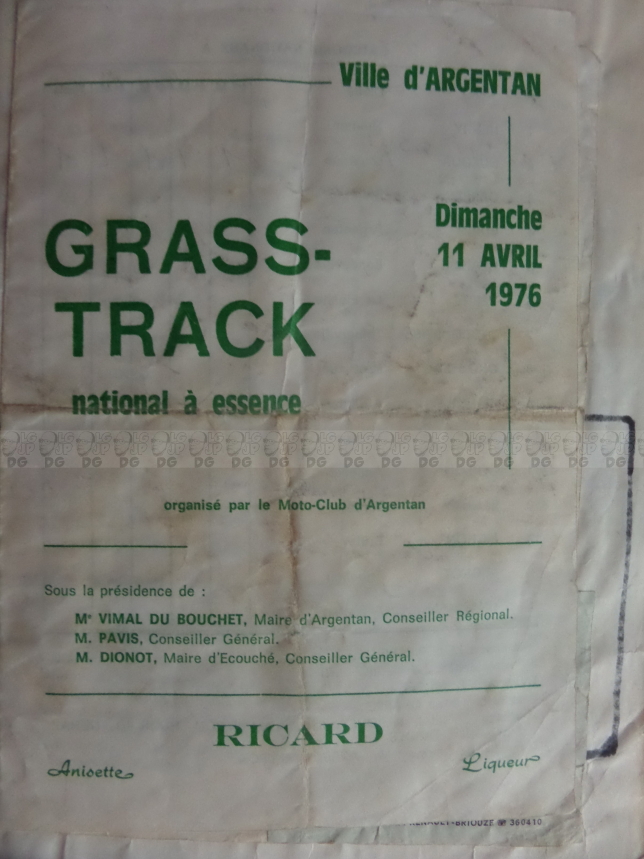 Ville d'ARGENTAN
Dimanche
11 AVRIL
1976
GRASS-
TRACK
national à essence
organisé par le Moto-Club d'Argentan
Sous la présidence de :
Me VIMAL DU BOUCHET, Maire d'Argentan, Conseiller Régional.
M. PAVIS, Conseiller Général.
M. DIONOT, Maire d'Ecouché, Conseiller Général.
RICARD
Anisette
Liqueur
-BRIOUZE N° 360410